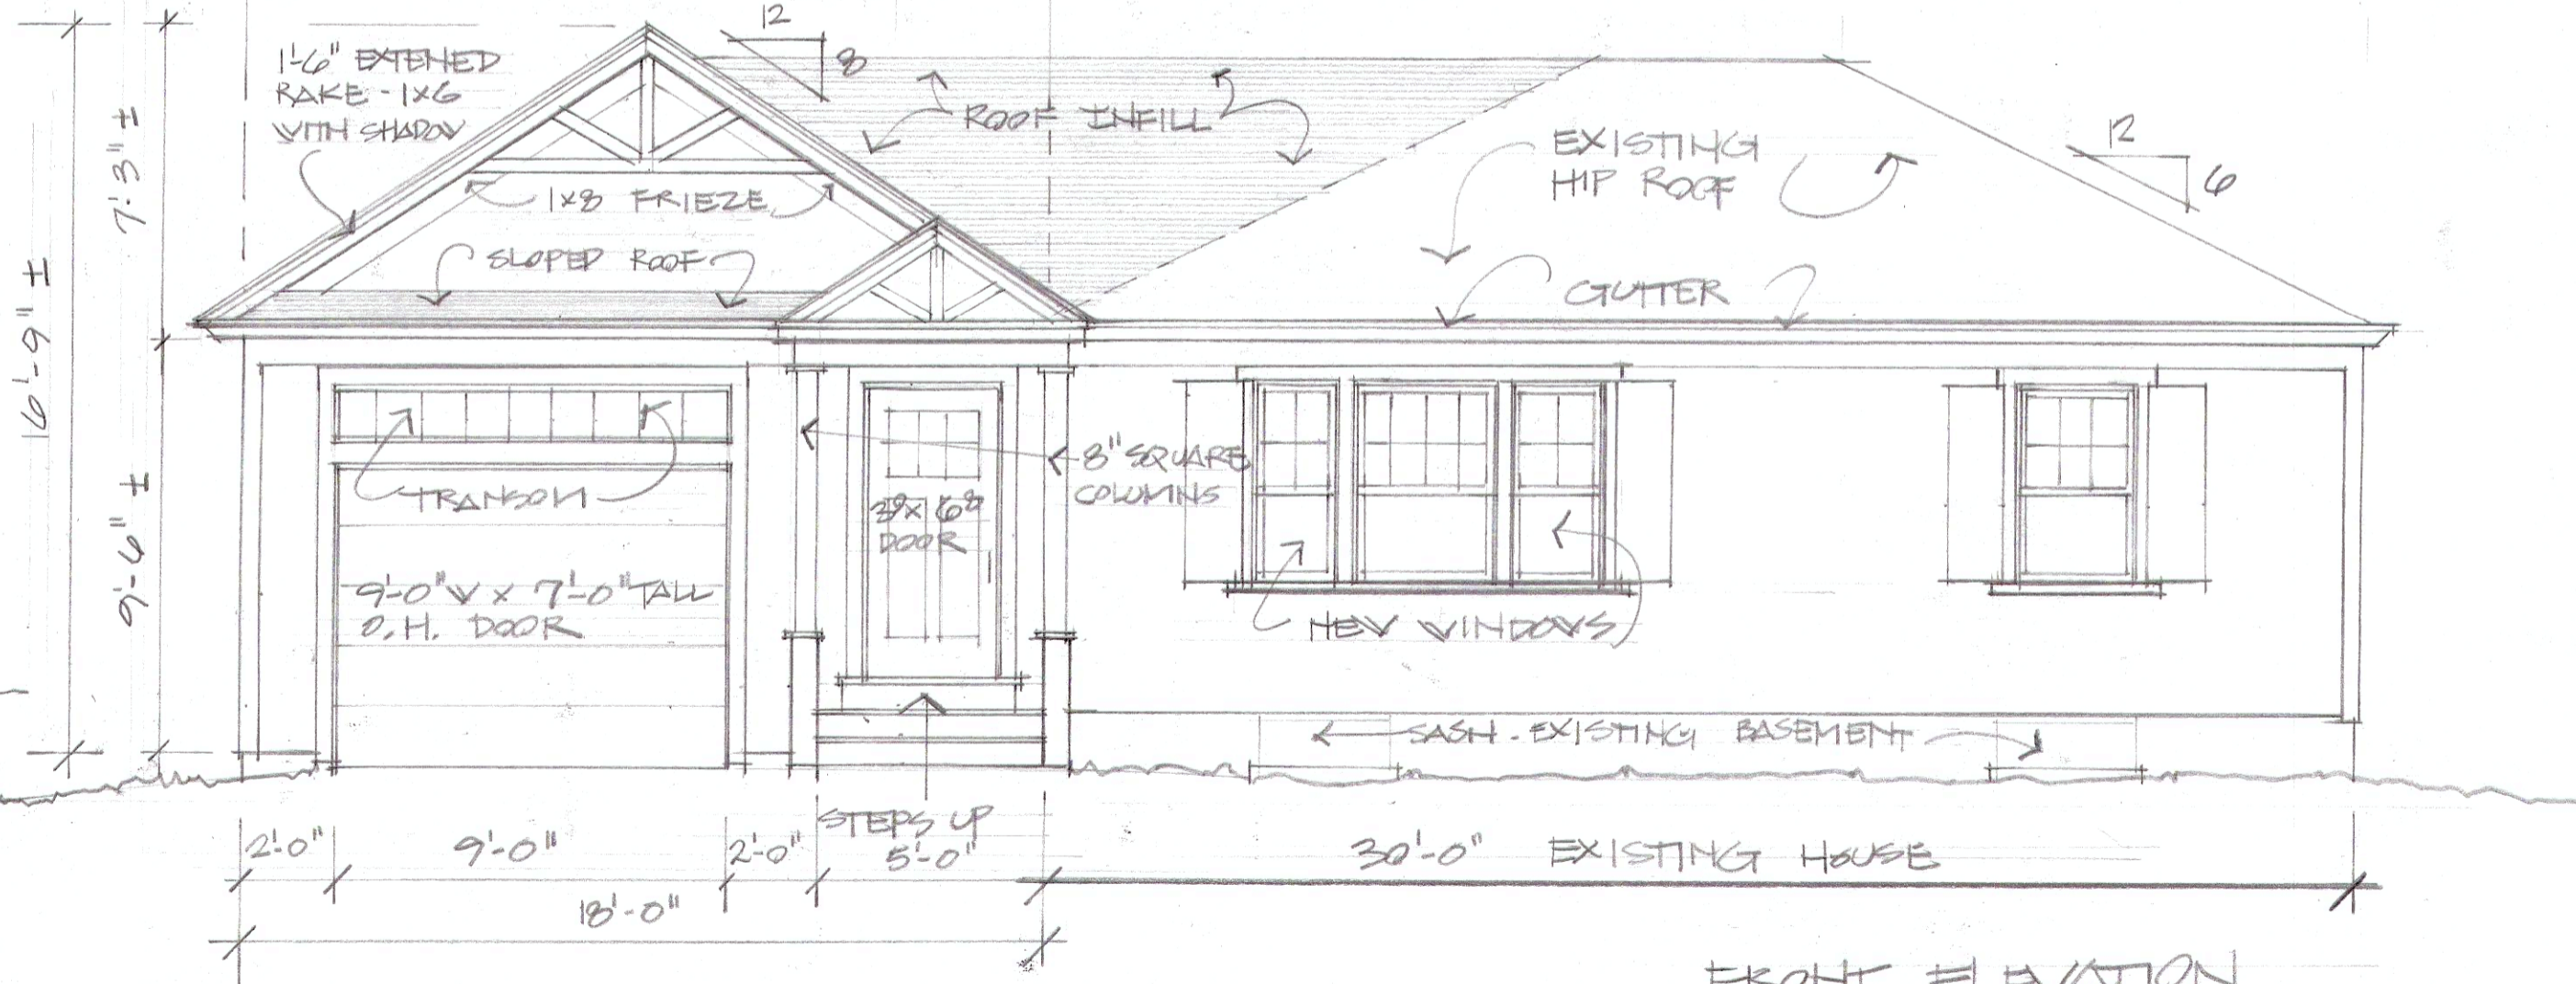 12
8
1'-6" EXTENED
RAKE - 1X6
WITH SHADOW
ROOF INFILL
EXISTING
HIP ROOF
12
6
7'-3" ±
1X8 FRIEZE
SLOPED ROOF
GUTTER
16'-9" ±
9'-6" ±
TRANSOM
8" SQUARE
COLUMNS
3⁰ x 6⁸
DOOR
9'-0" W x 7'-0" TALL
O.H. DOOR
NEW WINDOWS
SASH - EXISTING BASEMENT
STEPS UP
2'-0"
9'-0"
2'-0"
5'-0"
30'-0" EXISTING HOUSE
18'-0"
FRONT ELEVATION